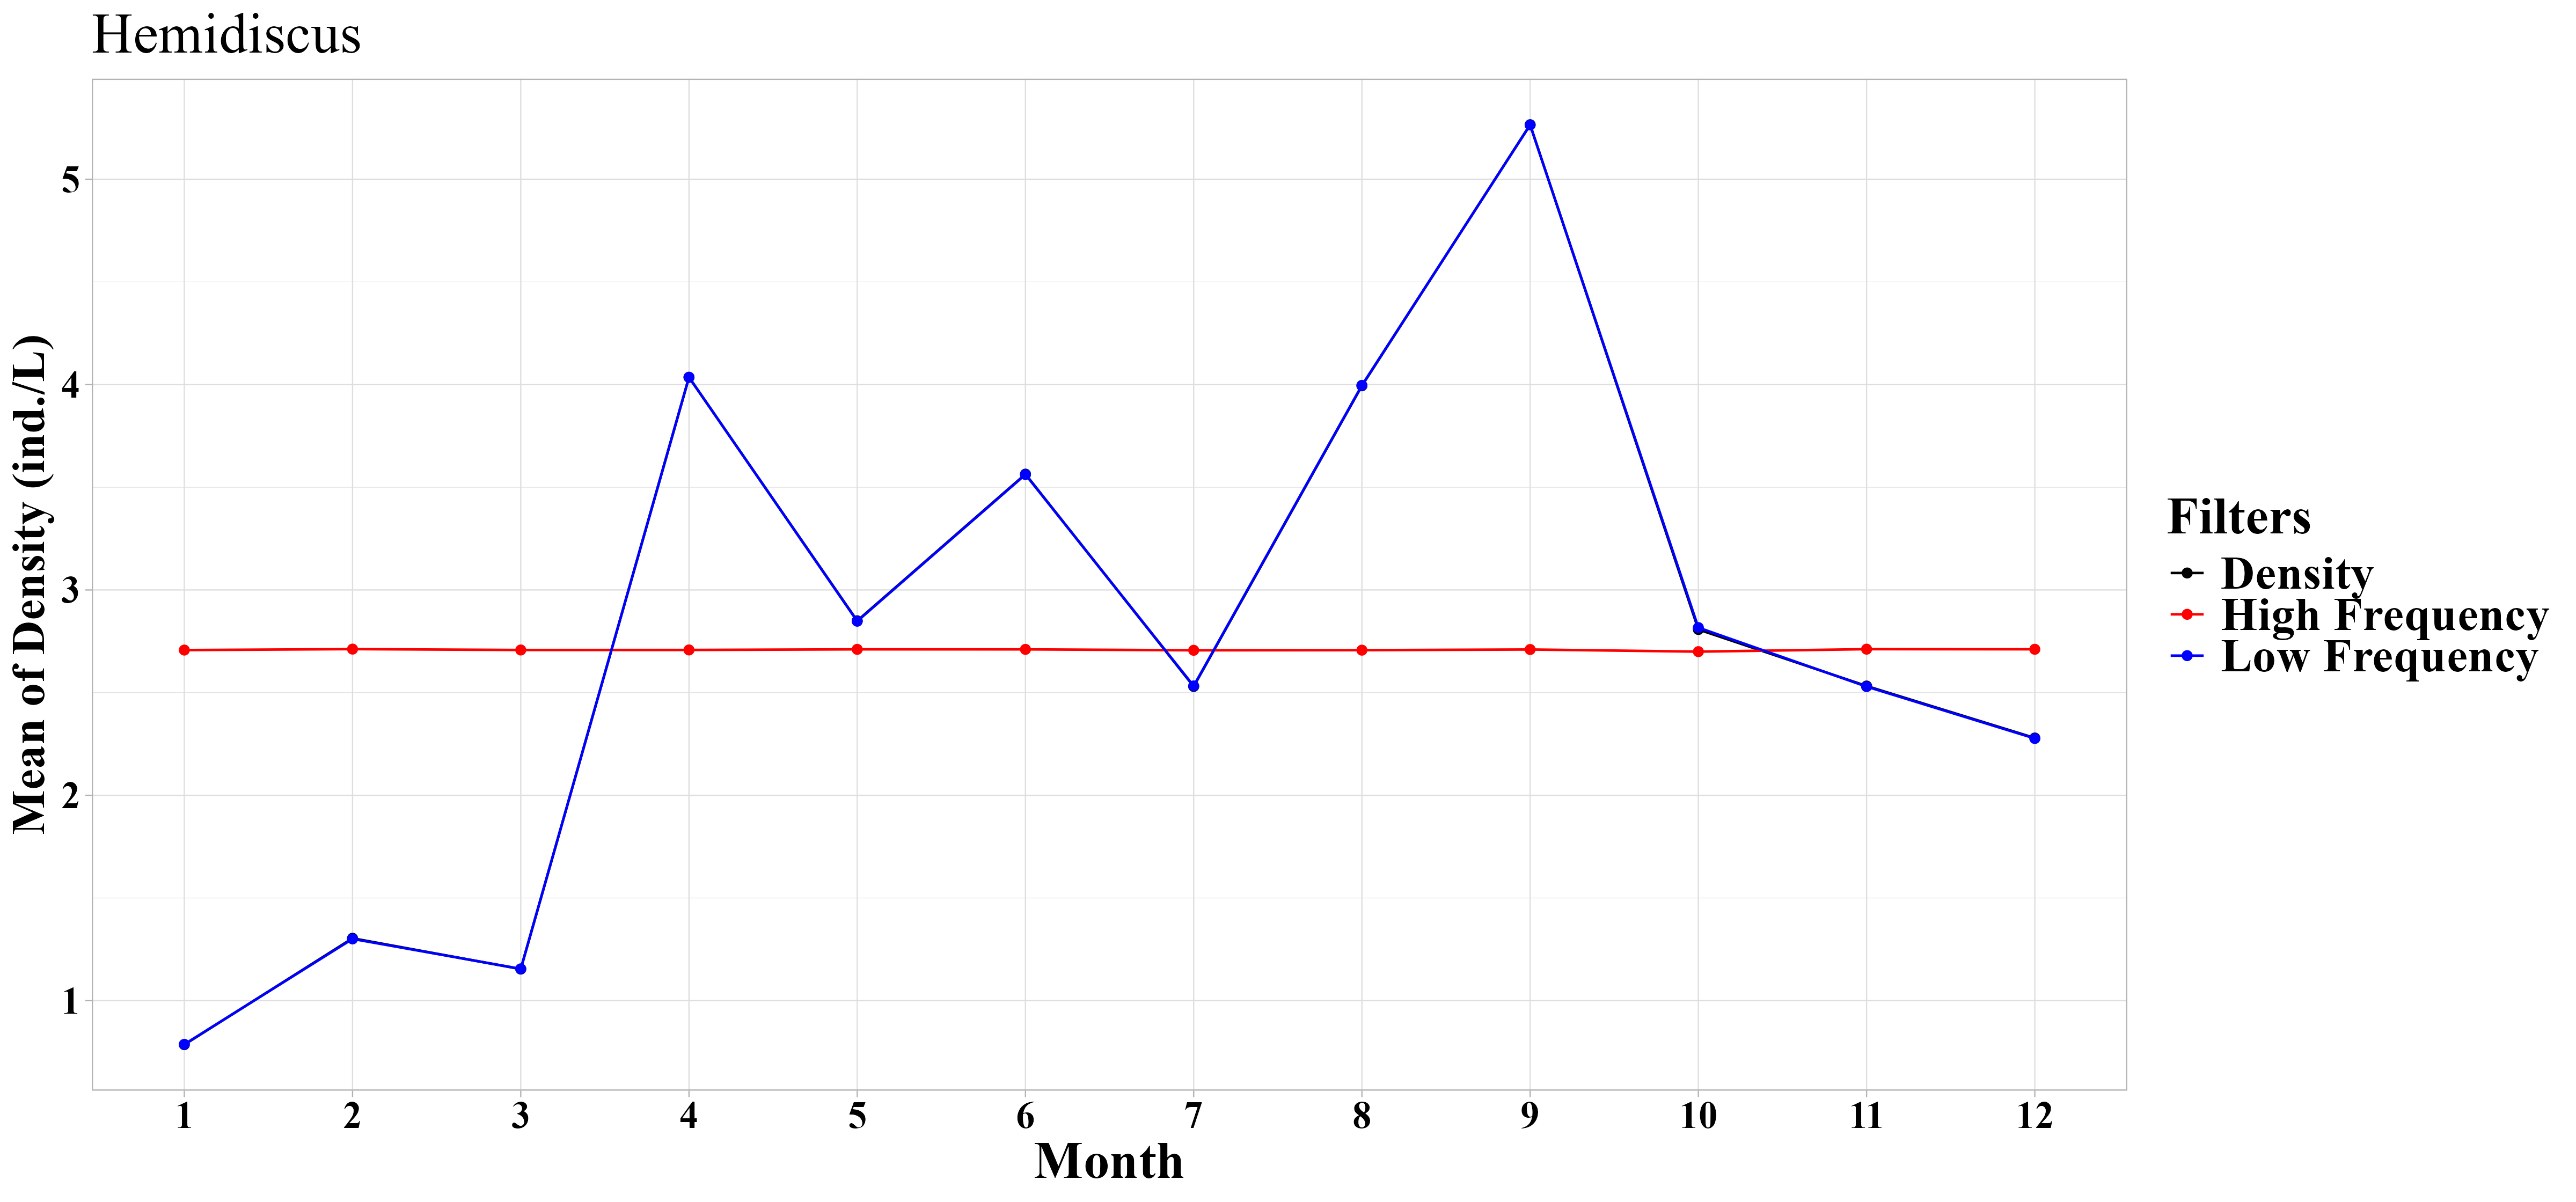 Hemidiscus
Mean of Density (ind./L)
5
4
3
2
1
1 2 3 4 5 6 7 8 9 10 11 12
Month
Filters
Density
High Frequency
Low Frequency